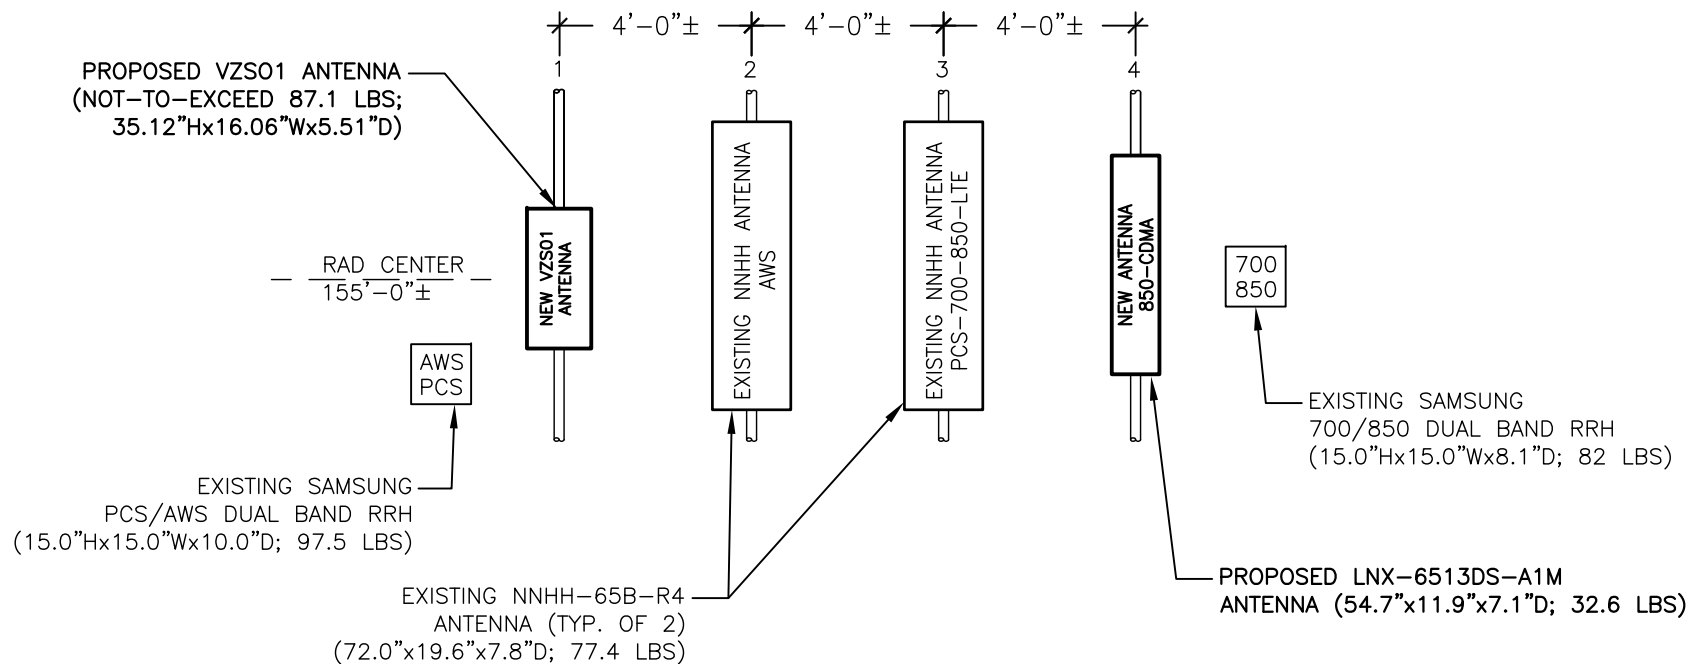 4'-0"±
4'-0"±
4'-0"±
1
2
3
4
PROPOSED VZS01 ANTENNA
(NOT-TO-EXCEED 87.1 LBS;
35.12"Hx16.06"Wx5.51"D)
NEW VZS01
ANTENNA
EXISTING NNHH ANTENNA
AWS
EXISTING NNHH ANTENNA
PCS-700-850-LTE
NEW ANTENNA
850-CDMA
RAD CENTER
155'-0"±
700
850
AWS
PCS
EXISTING SAMSUNG
700/850 DUAL BAND RRH
(15.0"Hx15.0"Wx8.1"D; 82 LBS)
EXISTING SAMSUNG
PCS/AWS DUAL BAND RRH
(15.0"Hx15.0"Wx10.0"D; 97.5 LBS)
PROPOSED LNX-6513DS-A1M
ANTENNA (54.7"x11.9"x7.1"D; 32.6 LBS)
EXISTING NNHH-65B-R4
ANTENNA (TYP. OF 2)
(72.0"x19.6"x7.8"D; 77.4 LBS)